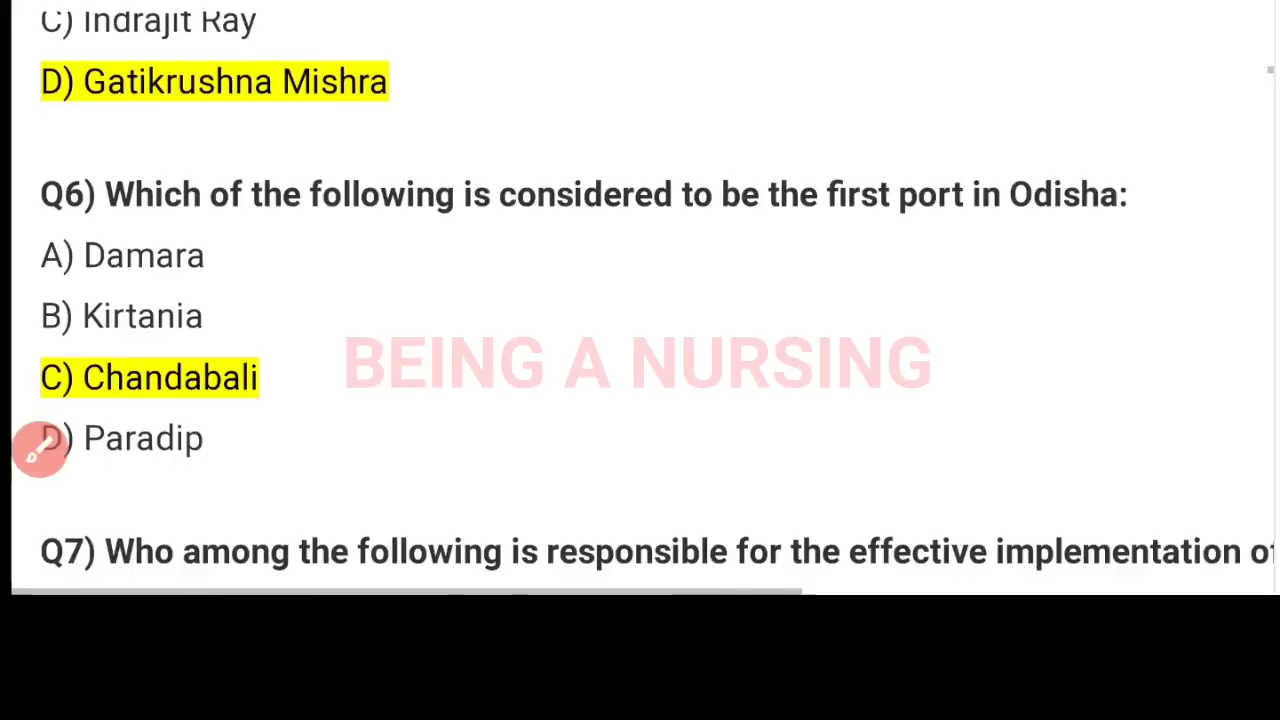 C) Indrajit Ray
D) Gatikrushna Mishra
Q6) Which of the following is considered to be the first port in Odisha:
A) Damara
B) Kirtania
BEING A NURSING
C) Chandabali
D) Paradip
Q7) Who among the following is responsible for the effective implementation of